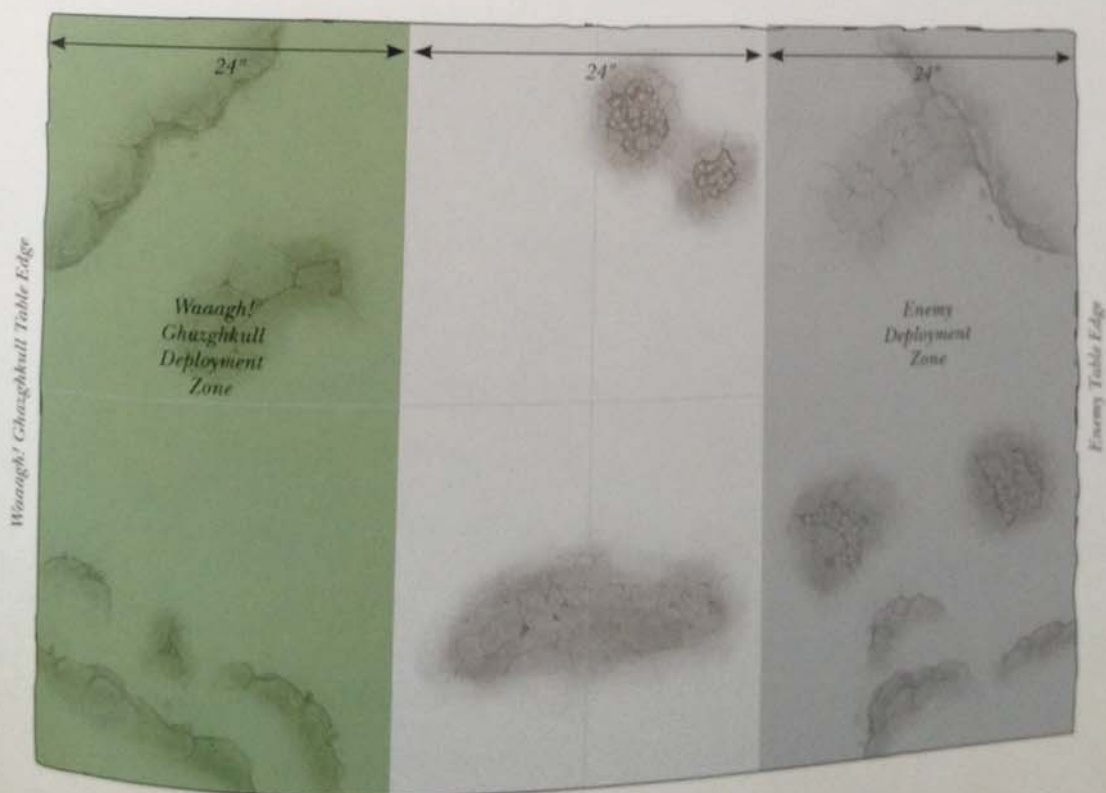 24"
24"
24"
Waaagh! Ghazghkull Table Edge
Waaagh!
Ghazghkull
Deployment
Zone
Enemy
Deployment
Zone
Enemy Table Edge